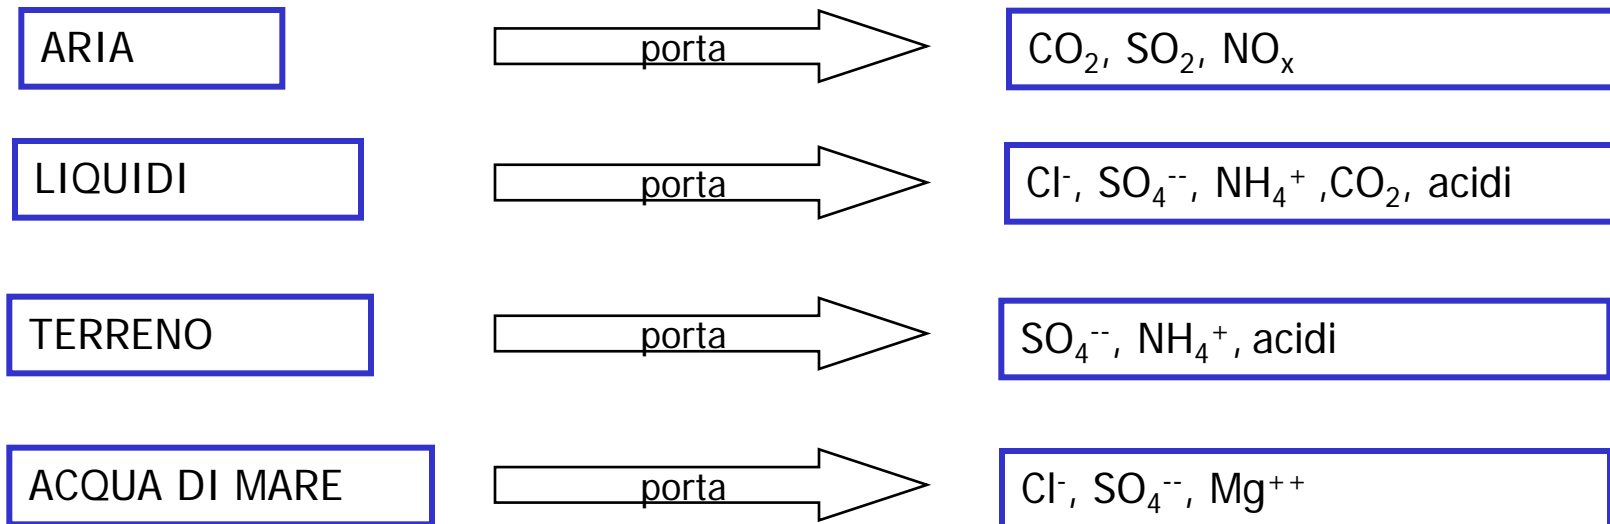 ARIA porta CO₂, SO₂, NOₓ
LIQUIDI porta Cl⁻, SO₄⁻⁻, NH₄⁺ ,CO₂, acidi
TERRENO porta SO₄⁻⁻, NH₄⁺, acidi
ACQUA DI MARE porta Cl⁻, SO₄⁻⁻, Mg⁺⁺